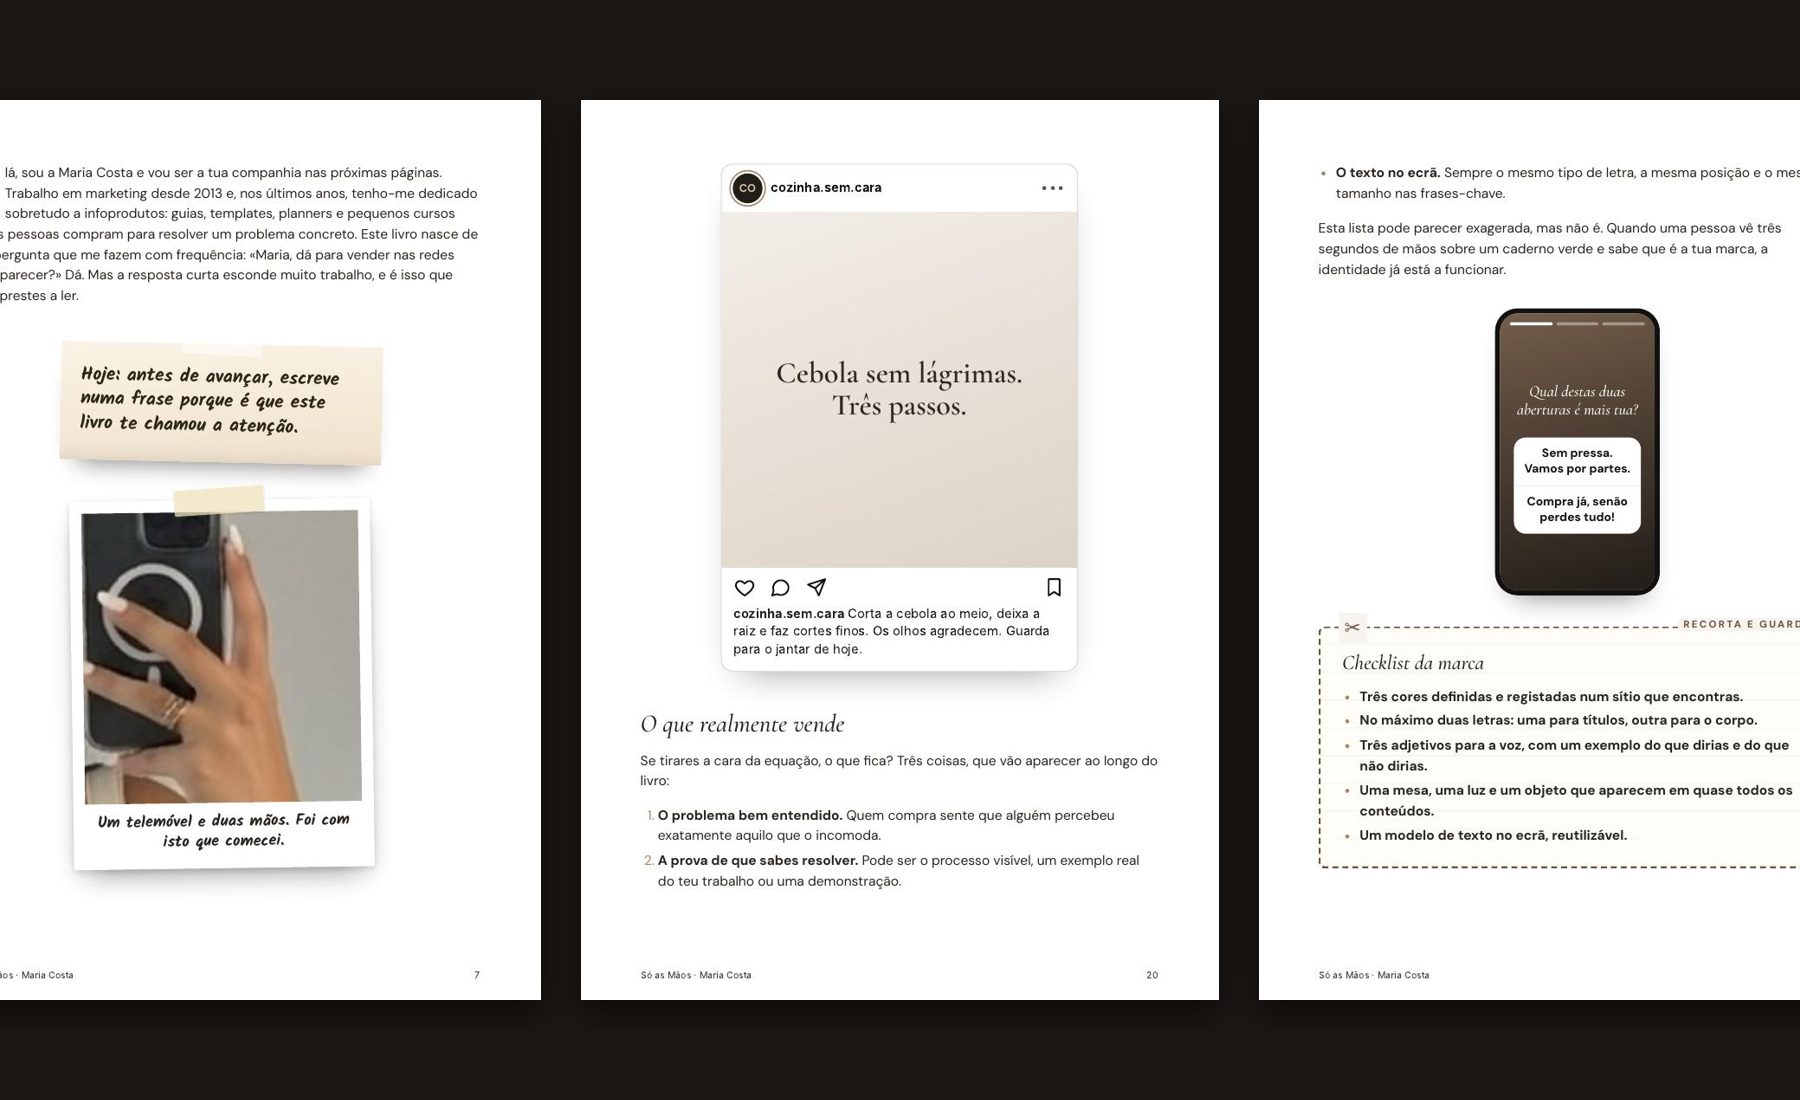 lá, sou a Maria Costa e vou ser a tua companhia nas próximas páginas.
Trabalho em marketing desde 2013 e, nos últimos anos, tenho-me dedicado
sobretudo a infoprodutos: guias, templates, planners e pequenos cursos
pessoas compram para resolver um problema concreto. Este livro nasce de
pergunta que me fazem com frequência: «Maria, dá para vender nas redes
parecer?» Dá. Mas a resposta curta esconde muito trabalho, e é isso que
prestes a ler.
Hoje: antes de avançar, escreve
numa frase porque é que este
livro te chamou a atenção.
Um telemóvel e duas mãos. Foi com
isto que comecei.
Maria Costa
7
CO cozinha.sem.cara
Cebola sem lágrimas.
Três passos.
cozinha.sem.cara Corta a cebola ao meio, deixa a
raiz e faz cortes finos. Os olhos agradecem. Guarda
para o jantar de hoje.
O que realmente vende
Se tirares a cara da equação, o que fica? Três coisas, que vão aparecer ao longo do
livro:
1. O problema bem entendido. Quem compra sente que alguém percebeu
exatamente aquilo que o incomoda.
2. A prova de que sabes resolver. Pode ser o processo visível, um exemplo real
do teu trabalho ou uma demonstração.
Só as Mãos · Maria Costa
20
• O texto no ecrã. Sempre o mesmo tipo de letra, a mesma posição e o
tamanho nas frases-chave.
Esta lista pode parecer exagerada, mas não é. Quando uma pessoa vê três
segundos de mãos sobre um caderno verde e sabe que é a tua marca, a
identidade já está a funcionar.
Qual destas duas
aberturas é mais tua?
Sem pressa.
Vamos por partes.
Compra já, senão
perdes tudo!
RECORTA E
Checklist da marca
• Três cores definidas e registadas num sítio que encontras.
• No máximo duas letras: uma para títulos, outra para o corpo.
• Três adjetivos para a voz, com um exemplo do que dirias e do que
não dirias.
• Uma mesa, uma luz e um objeto que aparecem em quase todos os
conteúdos.
• Um modelo de texto no ecrã, reutilizável.
Só as Mãos · Maria Costa